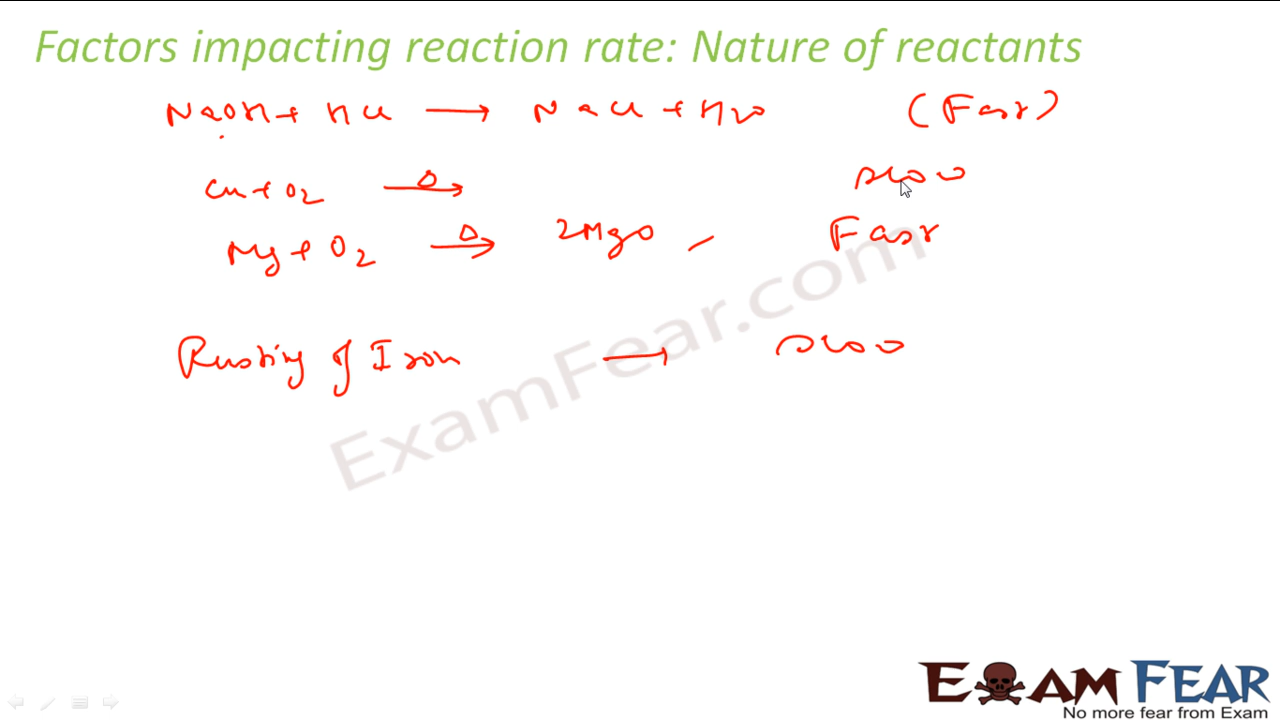 Factors impacting reaction rate: Nature of reactants
NaOH + HCl → NaCl + H2O (Fast)
Cu + O2 →Δ slow
Mg + O2 →Δ 2MgO Fast
Rusting of Iron → slow
ExamFear.com
EXAM FEAR
No more fear from Exam